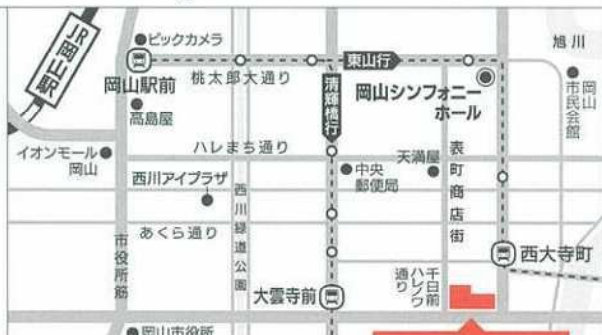 JR岡山駅
ビックカメラ
岡山駅前
桃太郎大通り
東山行
清輝橋行
旭川
岡山シンフォニー
ホール
岡山
市民会館
高島屋
ハレまち通り
イオンモール
岡山
西川アイプラザ
中央
郵便局
天満屋
表町商店街
西川緑道公園
あくら通り
市役所筋
大雲寺前
千日前
ハレノワ
通り
西大寺町
岡山市役所